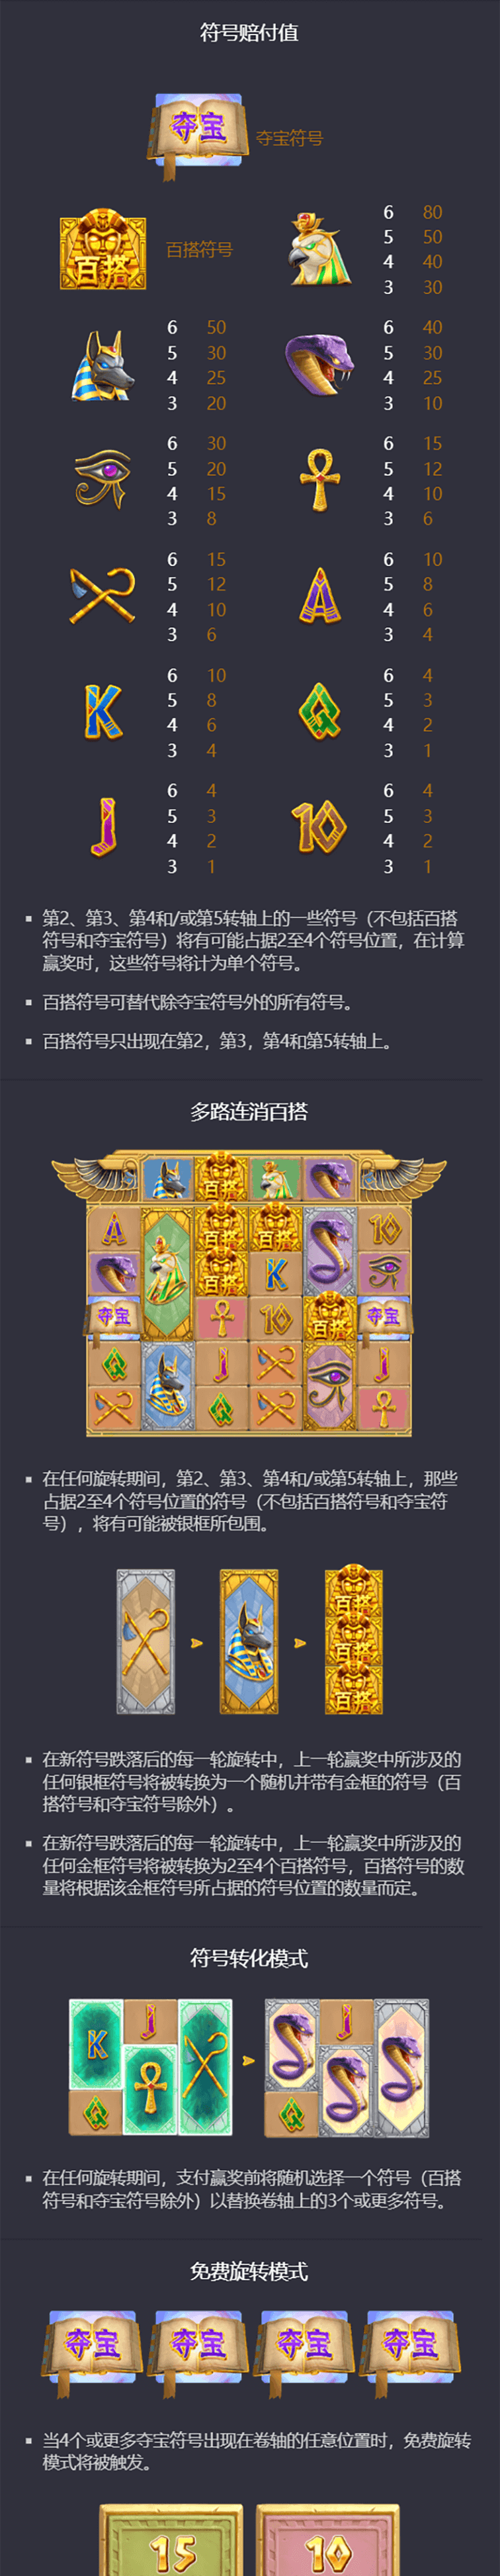 符号赔付值
夺宝 夺宝符号
百搭 百搭符号
6 80
5 50
4 40
3 30
6 50
5 30
4 25
3 20
6 40
5 30
4 25
3 10
6 30
5 20
4 15
3 8
6 15
5 12
4 10
3 6
6 15
5 12
4 10
3 6
A
6 10
5 8
6 6
3 4
K
6 10
5 8
4 6
3 4
Q
6 4
5 3
4 2
3 1
J
6 4
5 3
4 2
3 1
10
6 4
5 3
4 2
3 1
第2、第3、第4和/或第5转轴上的一些符号（不包括百搭
符号和夺宝符号）将有可能占据2至4个符号位置，在计算
赢奖时，这些符号将计为单个符号。
百搭符号可替代除夺宝符号外的所有符号。
百搭符号只出现在第2，第3，第4和第5转轴上。
多路连消百搭
百搭
A 百搭 百搭 10
百搭 K
夺宝 10 百搭 夺宝
Q J J
Q
在任何旋转期间，第2、第3、第4和/或第5转轴上，那些
占据2至4个符号位置的符号（不包括百搭符号和夺宝符
号），将有可能被银框所包围。
百搭
百搭
百搭
在新符号跌落后的每一轮旋转中，上一轮赢奖中所涉及的
任何银框符号将被转换为一个随机并带有金框的符号（百
搭符号和夺宝符号除外）。
在新符号跌落后的每一轮旋转中，上一轮赢奖中所涉及的
任何金框符号将被转换为2至4个百搭符号，百搭符号的数
量将根据该金框符号所占据的符号位置的数量而定。
符号转化模式
K J J
Q Q
在任何旋转期间，支付赢奖前将随机选择一个符号（百搭
符号和夺宝符号除外）以替换卷轴上的3个或更多符号。
免费旋转模式
夺宝 夺宝 夺宝 夺宝
当4个或更多夺宝符号出现在卷轴的任意位置时，免费旋转
模式将被触发。
15 10